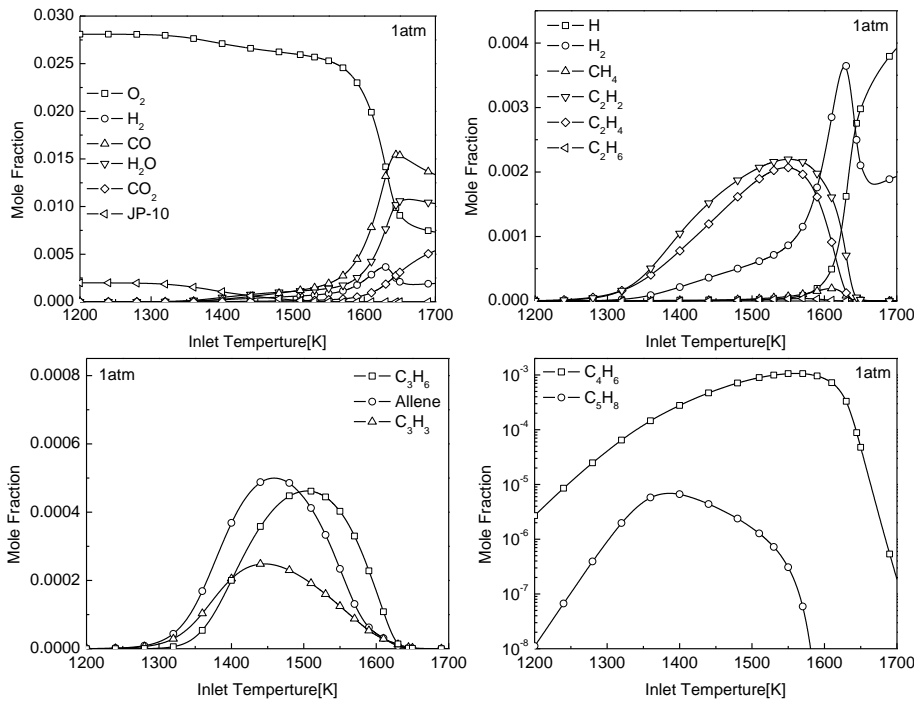 1atm
0.030
0.025
0.020
0.015
0.010
0.005
0.000
Mole Fraction
O2
H2
CO
H2O
CO2
JP-10
1200 1300 1400 1500 1600 1700
Inlet Temperture[K]
1atm
0.004
0.003
0.002
0.001
0.000
Mole Fraction
H
H2
CH4
C2H2
C2H4
C2H6
1200 1300 1400 1500 1600 1700
Inlet Temperture[K]
1atm
0.0008
0.0006
0.0004
0.0002
0.0000
Mole Fraction
C3H6
Allene
C3H3
1200 1300 1400 1500 1600 1700
Inlet Temperture[K]
1atm
10^-3
10^-4
10^-5
10^-6
10^-7
10^-8
Mole Fraction
C4H6
C5H8
1200 1300 1400 1500 1600 1700
Inlet Temperture[K]